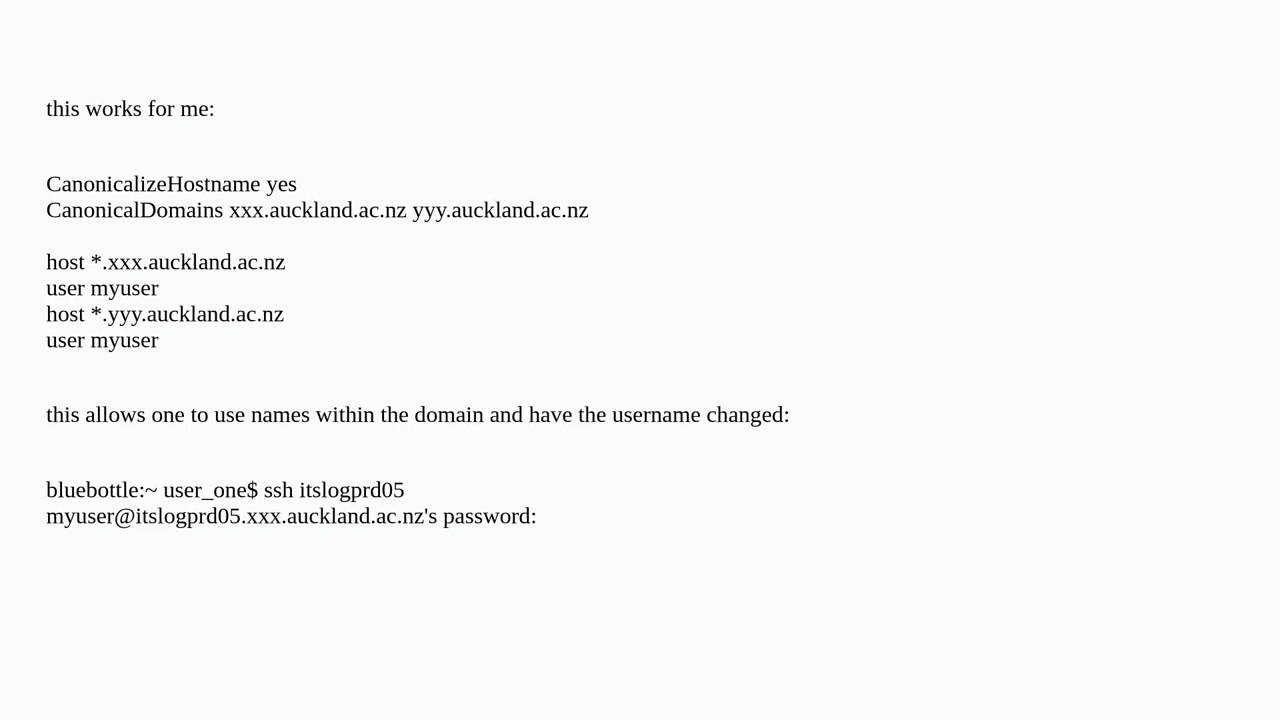 this works for me:
CanonicalizeHostname yes
CanonicalDomains xxx.auckland.ac.nz yyy.auckland.ac.nz
host *.xxx.auckland.ac.nz
user myuser
host *.yyy.auckland.ac.nz
user myuser
this allows one to use names within the domain and have the username changed:
bluebottle:~ user_one$ ssh itslogprd05
myuser@itslogprd05.xxx.auckland.ac.nz's password: